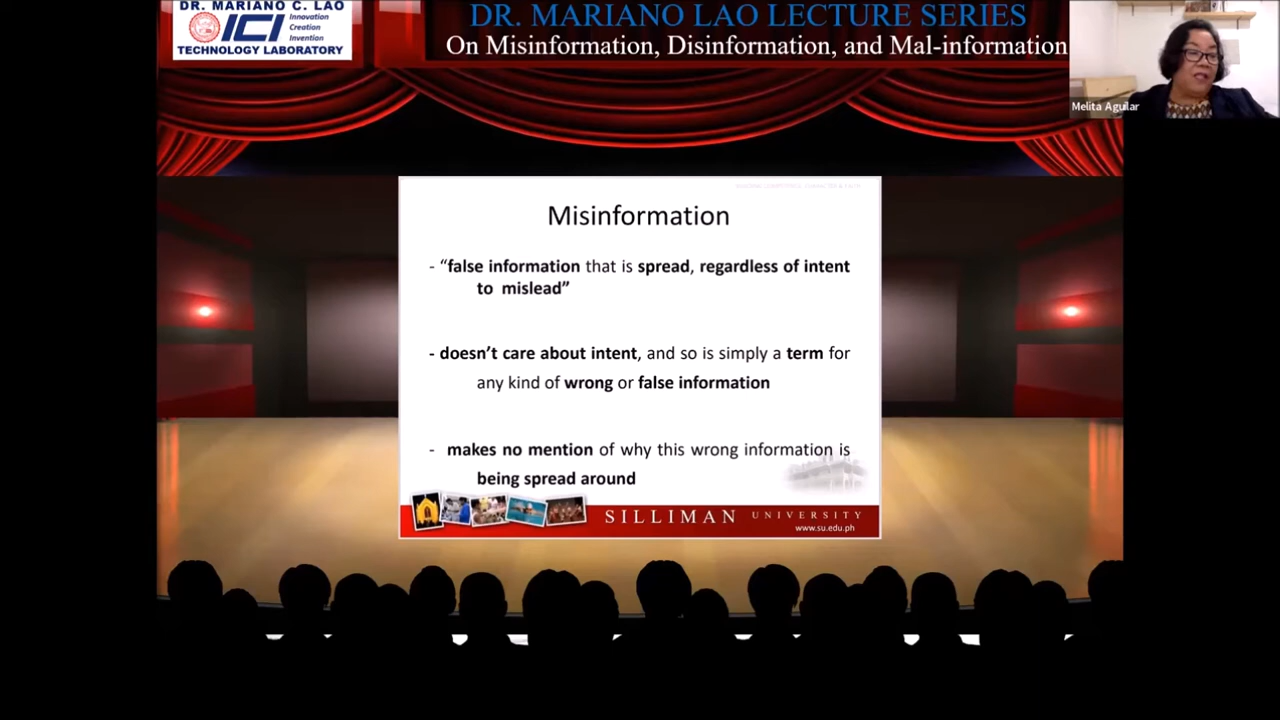 DR. MARIANO C. LAO
ICI
Innovation
Creation
Invention
TECHNOLOGY LABORATORY
DR. MARIANO LAO LECTURE SERIES
On Misinformation, Disinformation, and Mal-information
Melita Aguilar
Misinformation
- “false information that is spread, regardless of intent
to mislead”
- doesn’t care about intent, and so is simply a term for
any kind of wrong or false information
- makes no mention of why this wrong information is
being spread around
SILLIMAN UNIVERSITY
www.su.edu.ph